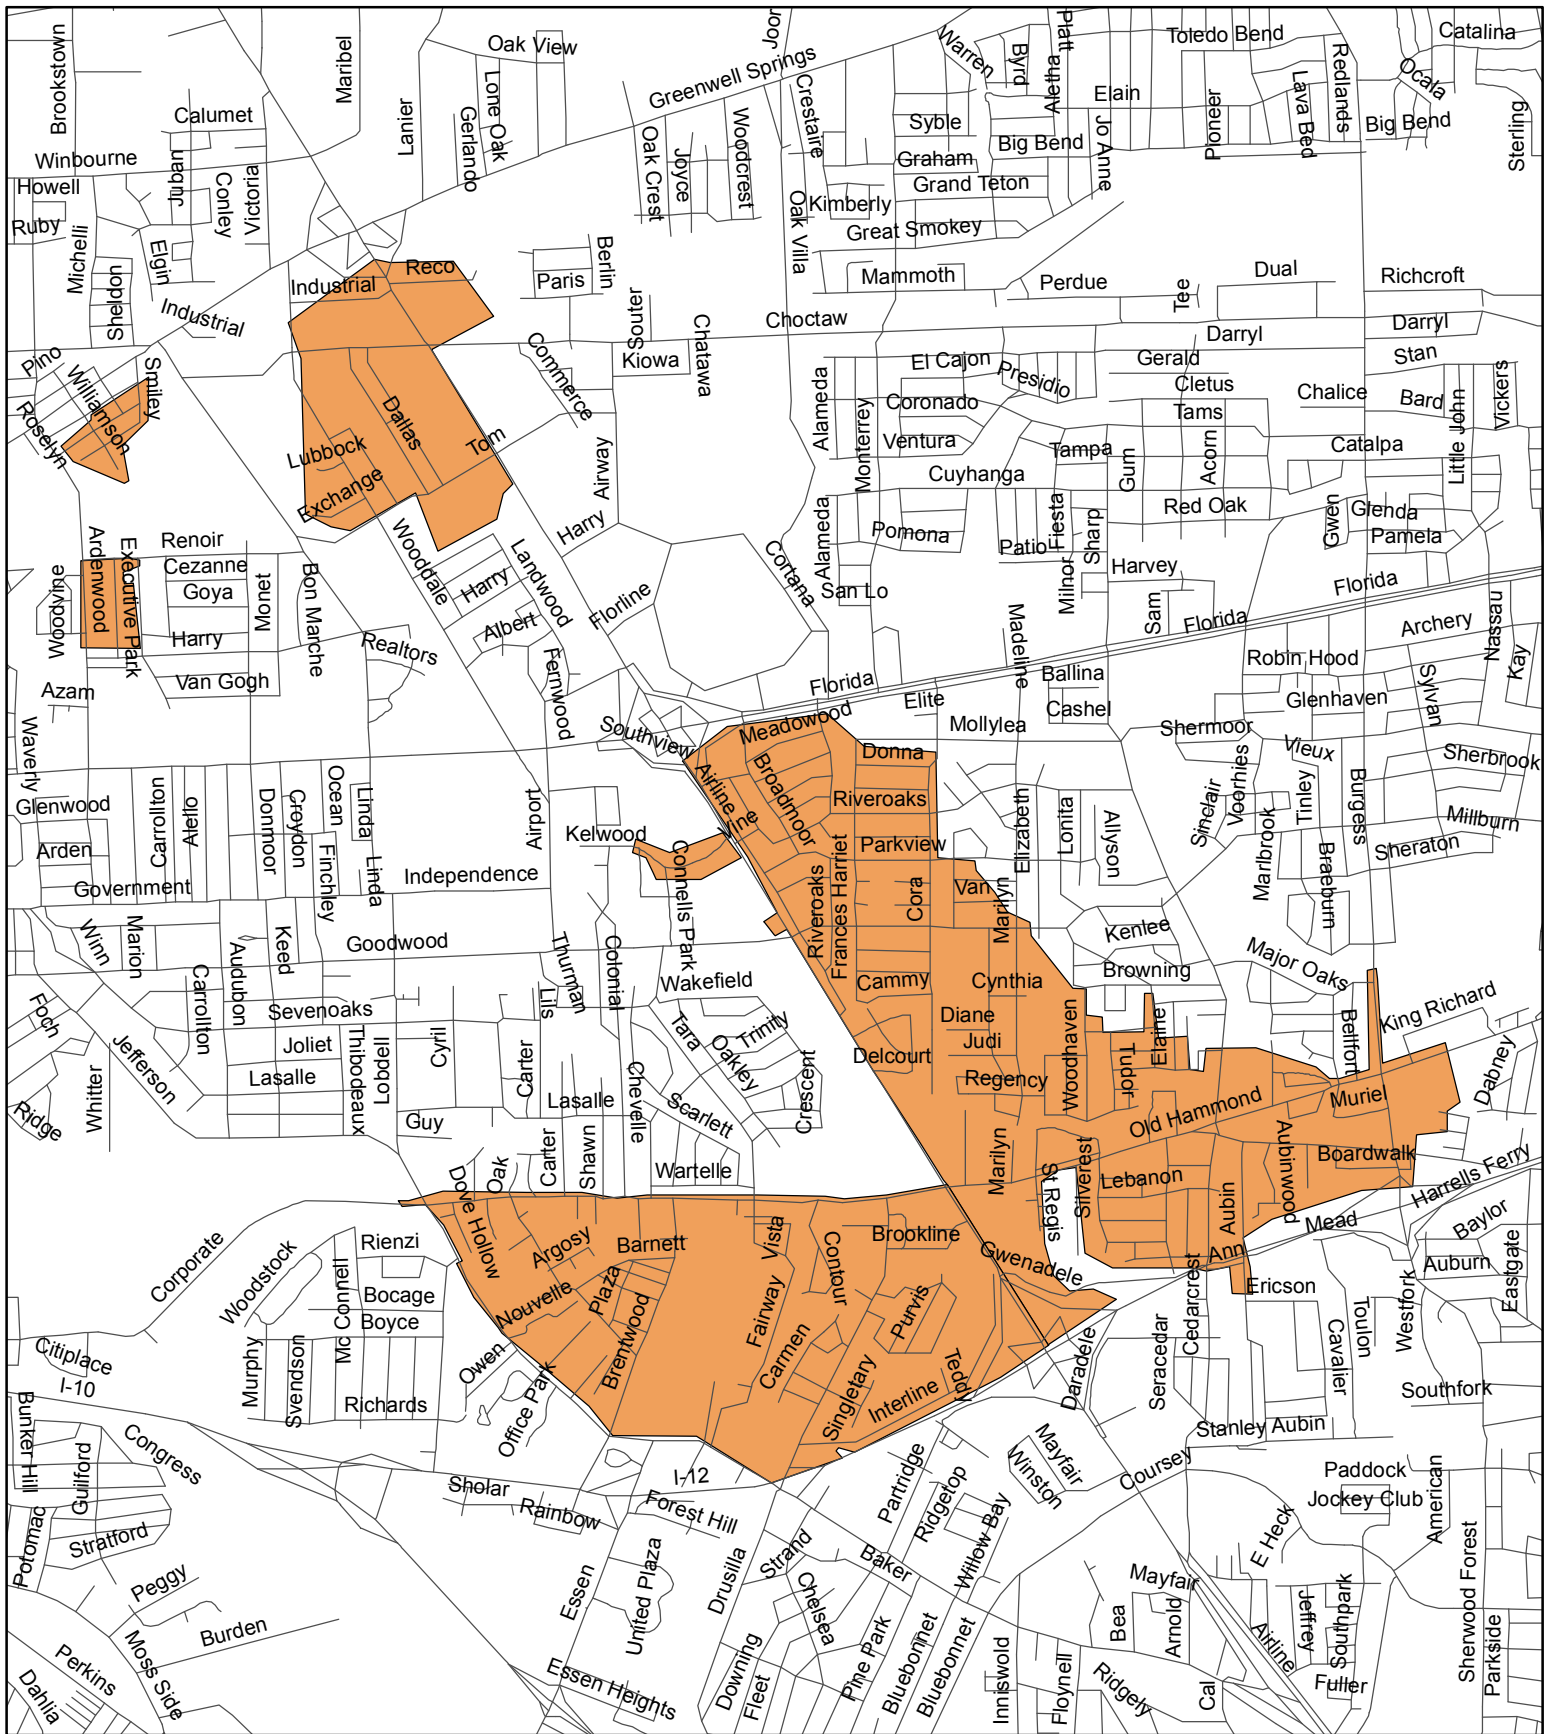 Brookstown
Maribel
Oak View
Joor
Greenwell Springs
Warren
Byrd
Platt
Aletha
Toledo Bend
Redlands
Catalina
Ocala
Calumet
Lanier
Lone Oak
Gerlando
Crestaire
Elain
Pioneer
Lava Bed
Big Bend
Sterling
Winbourne
Howell
Ruby
Juban
Conley
Victoria
Oak Crest
Joyce
Woodcrest
Syble
Graham
Big Bend
Jo Anne
Grand Teton
Kimberly
Oak Villa
Great Smokey
Michelli
Elgin
Sheldon
Industrial
Industrial
Reco
Paris
Berlin
Souter
Mammoth
Perdue
Tee
Dual
Richcroft
Choctaw
Darryl
Darryl
Pino
Williamson
Smiley
Roselyn
Commerce
Kiowa
Chatawa
El Cajon
Presidio
Gerald
Stan
Cletus
Coronado
Tams
Chalice
Bard
Little John
Vickers
Alameda
Monterrey
Ventura
Dallas
Lubbock
Tom
Exchange
Airway
Cuyhanga
Tampa
Gum
Acorn
Catalpa
Alameda
Pomona
Patio
Fiesta
Milnor
Sharp
Red Oak
Gwen
Glenda
Pamela
Ardenwood
Executive Park
Renoir
Cezanne
Goya
Monet
Bon Marche
Wooddale
Harry
Landwood
Harry
Florline
Cortana
San Lo
Harvey
Sam
Florida
Florida
Woodvine
Harry
Van Gogh
Realtors
Albert
Fernwood
Madeline
Archery
Nassau
Kay
Robin Hood
Azam
Florida
Elite
Ballina
Cashel
Glenhaven
Sylvan
Waverly
Southview
Meadowood
Donna
Mollylea
Shermoor
Voorhies
Vieux
Sherbrook
Glenwood
Carrollton
Alello
Donmoor
Croydon
Ocean
Linda
Airport
Airline
Vine
Broadmoor
Riveroaks
Elizabeth
Lonita
Allyson
Sinclair
Marlbrook
Tinley
Burgess
Millburn
Arden
Government
Finchley
Linda
Independence
Kelwood
Connells Park
Parkview
Sheraton
Braeburn
Winn
Marion
Audubon
Keed
Goodwood
Thurman
Colonial
Riveroaks
Frances Harriet
Cora
Van
Marilyn
Kenlee
Browning
Major Oaks
Foch
Carrollton
Sevenoaks
Lils
Wakefield
Cammy
Cynthia
Woodhaven
King Richard
Jefferson
Joliet
Thibodeaux
Lobdell
Cyril
Carter
Tara
Trinity
Oakley
Crescent
Delcourt
Diane
Judi
Regency
Tudor
Elaine
Bellfort
Dabney
Ridge
Whitter
Lasalle
Guy
Lasalle
Chevelle
Scarlett
Old Hammond
Muriel
Dove Hollow
Oak
Carter
Shawn
Wartelle
Marilyn
St Regis
Silverest
Lebanon
Aubin
Aubinwood
Boardwalk
Harrells Ferry
Corporate
Woodstock
Rienzi
Mc Connell
Bocage
Boyce
Argosy
Nouvelle
Plaza
Barnett
Brentwood
Vista
Fairway
Contour
Brookline
Gwenadele
Ann
Mead
Baylor
Auburn
Eastgate
Ericson
Citiplace
I-10
Murphy
Svendson
Richards
Owen
Office Park
Carmen
Purvis
Singletary
Interline
Teddy
Daradele
Seracedar
Cedarcrest
Cavalier
Toulon
Westfork
Southfork
Bunker Hill
Guilford
Congress
Sholar
Rainbow
I-12
Forest Hill
Partridge
Ridgetop
Mayfair
Winston
Coursey
Stanley Aubin
Paddock
Jockey Club
American
Potomac
Stratford
Peggy
Burden
Essen
United Plaza
Drusilla
Strand
Baker
Willow Bay
E Heck
Sherwood Forest
Perkins
Moss Side
Dahlia
Essen Heights
Downing
Fleet
Chelsea
Pine Park
Bluebonnet
Bluebonnet
Inniswold
Floynell
Bea
Mayfair
Arnold
Ridgely
Cal
Airline
Jeffrey
Southpark
Fuller
Parkside